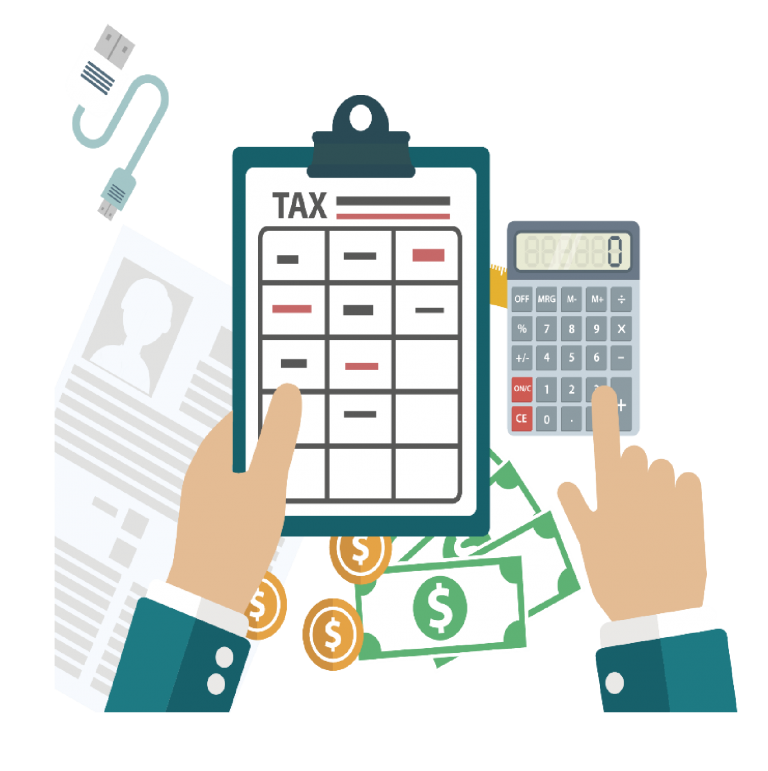 TAX
0
OFF MRG M- M+ ÷
% 7 8 9 X
+/- 4 5 6 −
ON/C 1 2
+
CE 0 .
$
$
$
$